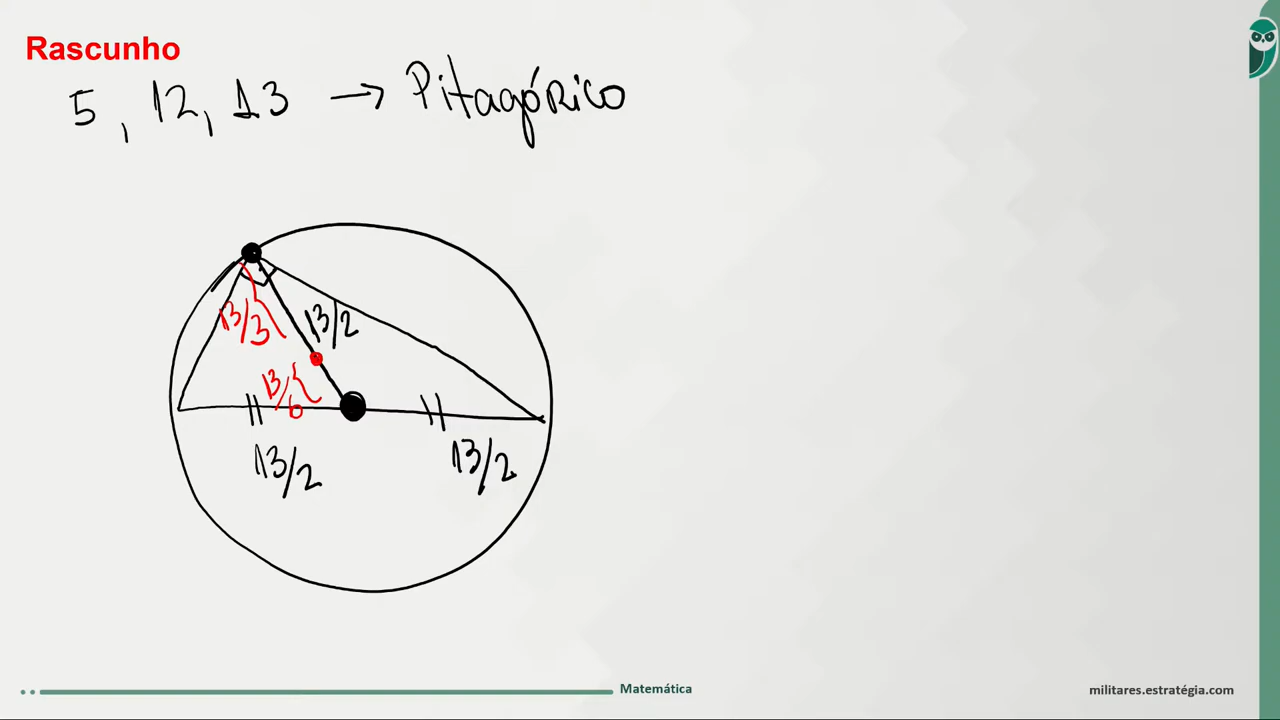 Rascunho
5, 12, 13 → Pitagórico
13/3
13/2
13/6
13/2
13/2
Matemática
militares.estratégia.com